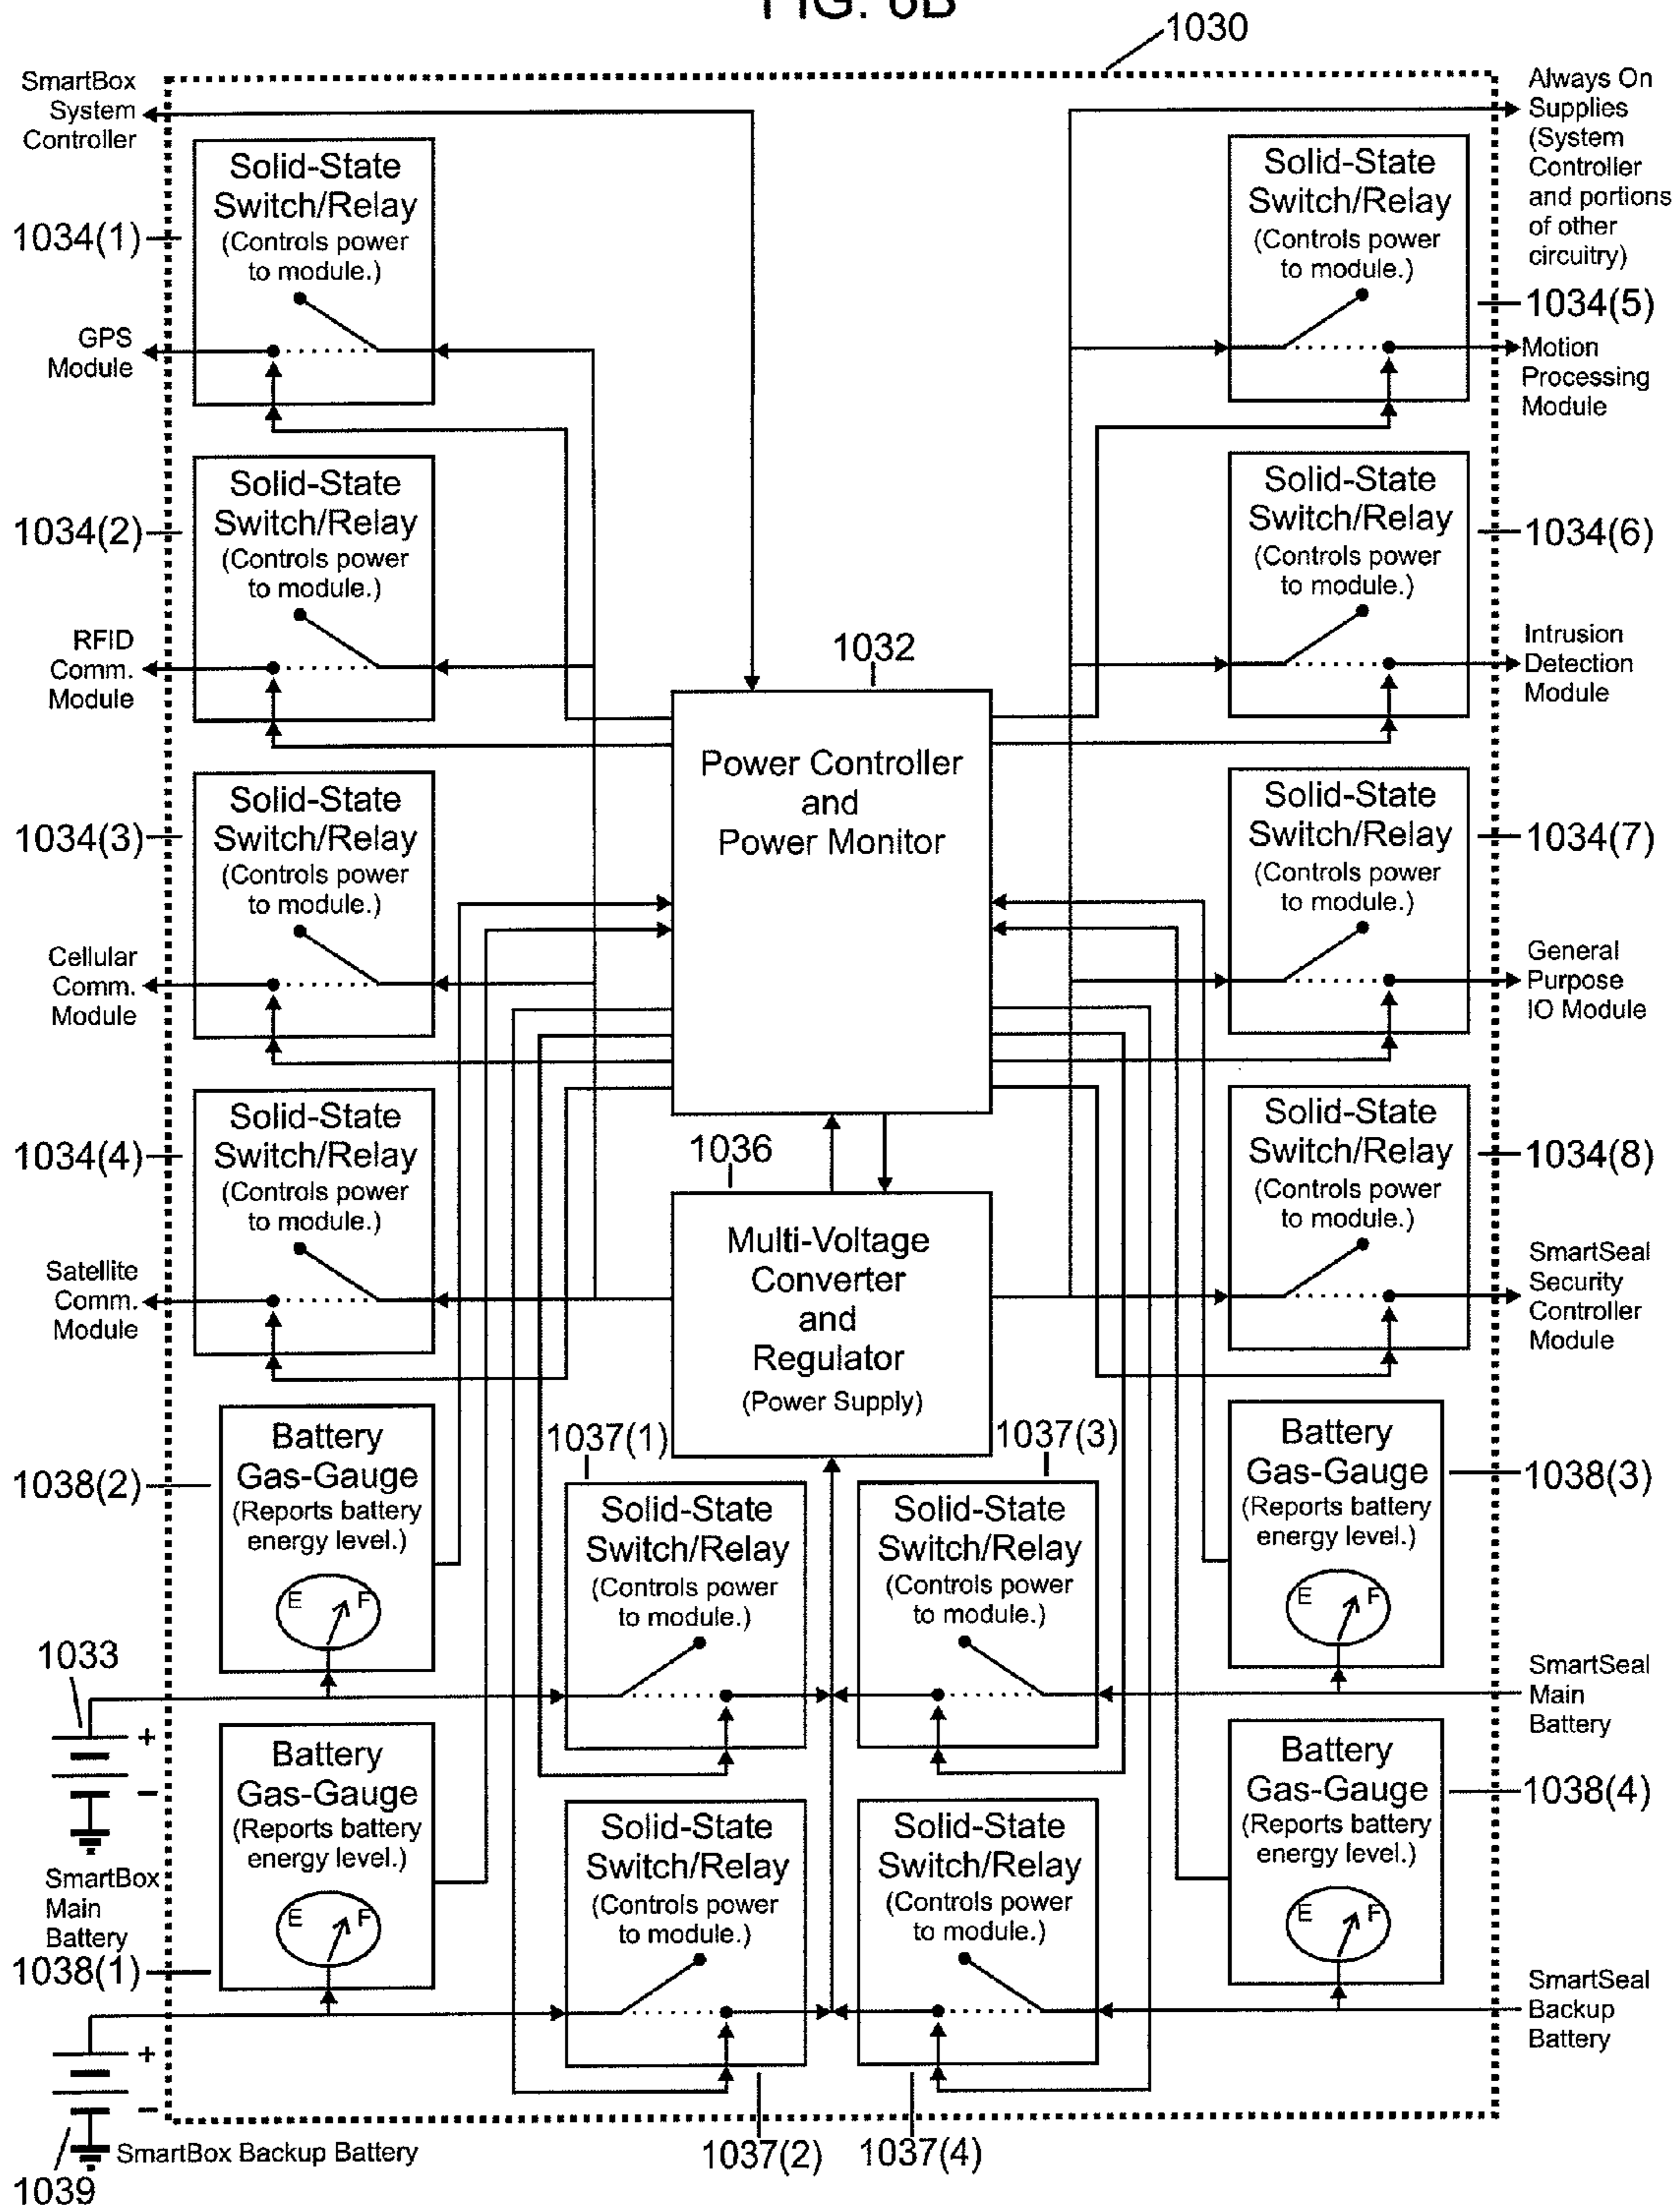 FIG. 6B
1030
SmartBox
System
Controller
Always On
Supplies
(System
Controller
and portions
of other
circuitry)
1034(1)
Solid-State
Switch/Relay
(Controls power
to module.)
GPS
Module
Solid-State
Switch/Relay
(Controls power
to module.)
1034(5)
Motion
Processing
Module
1034(2)
Solid-State
Switch/Relay
(Controls power
to module.)
RFID
Comm.
Module
Solid-State
Switch/Relay
(Controls power
to module.)
1034(6)
Intrusion
Detection
Module
1032
Power Controller
and
Power Monitor
1034(3)
Solid-State
Switch/Relay
(Controls power
to module.)
Cellular
Comm.
Module
Solid-State
Switch/Relay
(Controls power
to module.)
1034(7)
General
Purpose
IO Module
1034(4)
Solid-State
Switch/Relay
(Controls power
to module.)
Satellite
Comm.
Module
1036
Multi-Voltage
Converter
and
Regulator
(Power Supply)
Solid-State
Switch/Relay
(Controls power
to module.)
1034(8)
SmartSeal
Security
Controller
Module
1038(2)
Battery
Gas-Gauge
(Reports battery
energy level.)
E F
1037(1)
Solid-State
Switch/Relay
(Controls power
to module.)
1037(3)
Solid-State
Switch/Relay
(Controls power
to module.)
Battery
Gas-Gauge
(Reports battery
energy level.)
E F
1038(3)
SmartSeal
Main
Battery
1033
+
−
SmartBox
Main
Battery
1038(1)
Battery
Gas-Gauge
(Reports battery
energy level.)
E F
Solid-State
Switch/Relay
(Controls power
to module.)
Solid-State
Switch/Relay
(Controls power
to module.)
Battery
Gas-Gauge
(Reports battery
energy level.)
E F
1038(4)
SmartSeal
Backup
Battery
+
−
SmartBox Backup Battery
1039
1037(2)
1037(4)